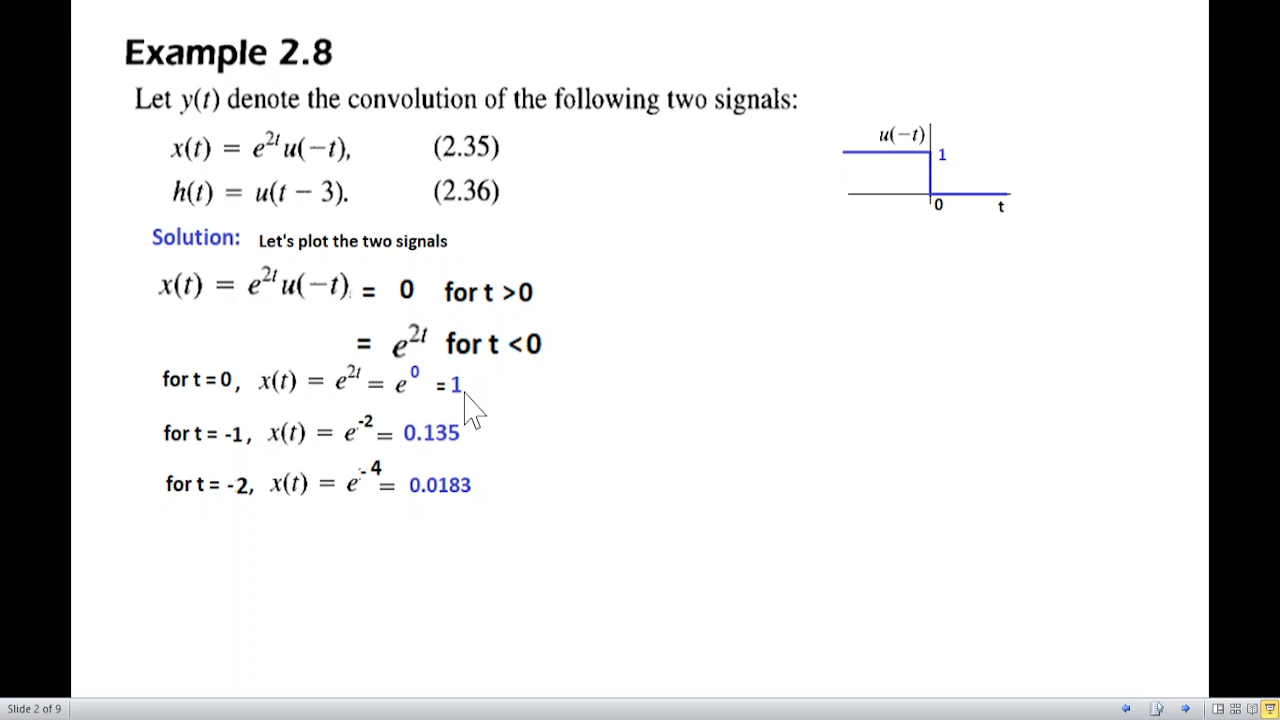 Example 2.8
Let y(t) denote the convolution of the following two signals:
x(t) = e^{2t}u(−t), (2.35)
h(t) = u(t − 3). (2.36)
u(−t)
1
0 t
Solution: Let's plot the two signals
x(t) = e^{2t}u(−t) = 0 for t >0
= e^{2t} for t <0
for t = 0, x(t) = e^{2t} = e^{0} = 1
for t = -1, x(t) = e^{-2} = 0.135
for t = -2, x(t) = e^{-4} = 0.0183
Slide 2 of 9